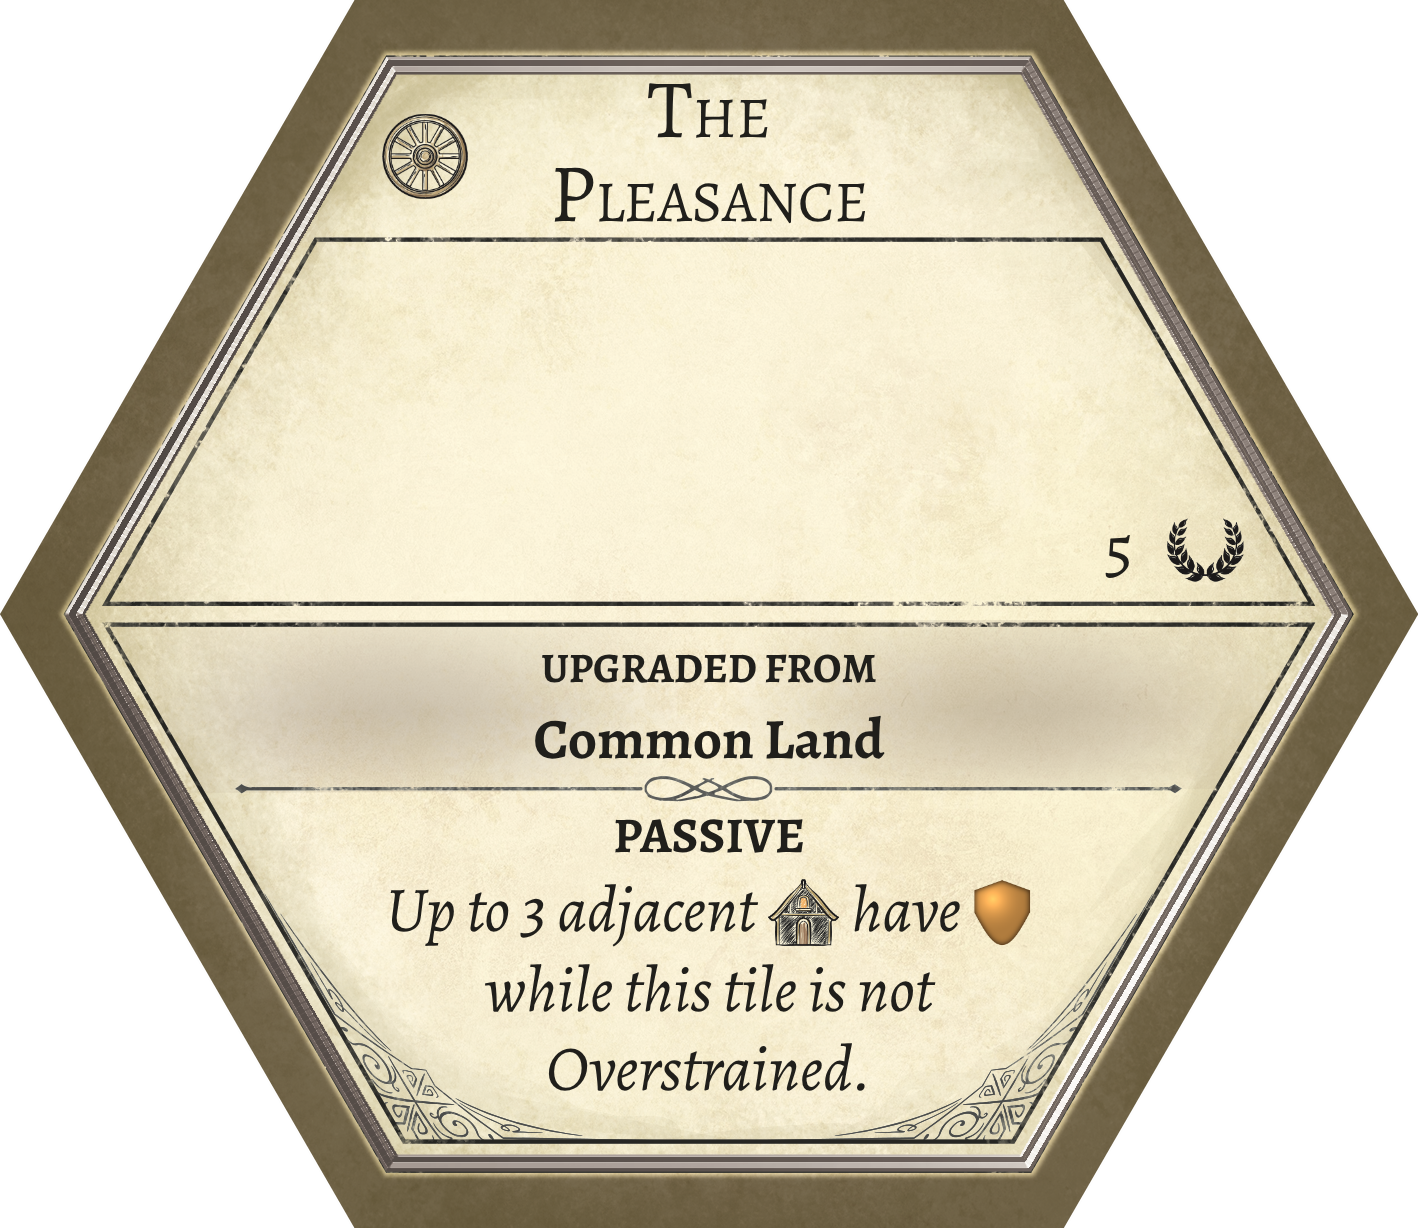 The
Pleasance
5
UPGRADED FROM
Common Land
PASSIVE
Up to 3 adjacent have
while this tile is not
Overstrained.